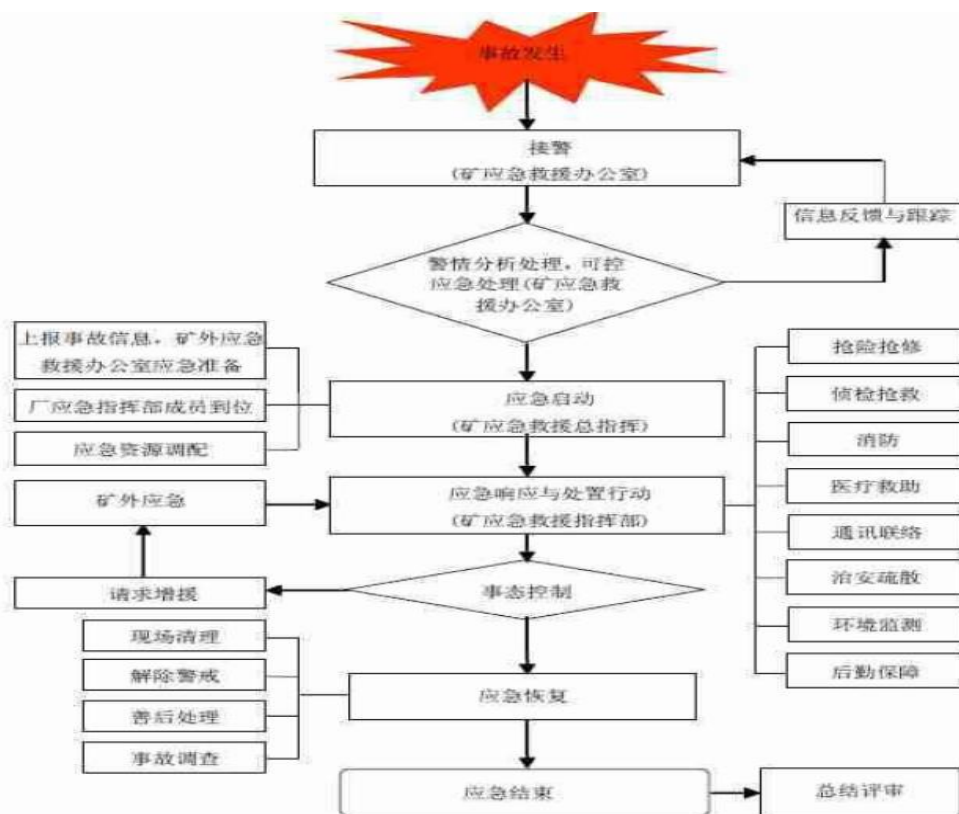 事故发生
接警
(矿应急救援办公室)
信息反馈与跟踪
警情分析处理，可控
应急处理(矿应急救
援办公室)
上报事故信息，矿外应急
救援办公室应急准备
厂应急指挥部成员到位
应急资源调配
应急启动
(矿应急救援总指挥)
抢险抢修
侦检抢救
消防
医疗救助
通讯联络
治安疏散
环境监测
后勤保障
矿外应急
应急响应与处置行动
(矿应急救援指挥部)
请求增援
事态控制
现场清理
解除警戒
善后处理
事故调查
应急恢复
应急结束
总结评审